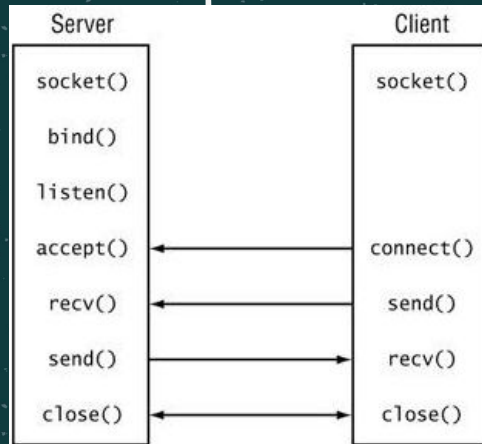 Server
Client
socket()
socket()
bind()
listen()
accept()
connect()
recv()
send()
send()
recv()
close()
close()